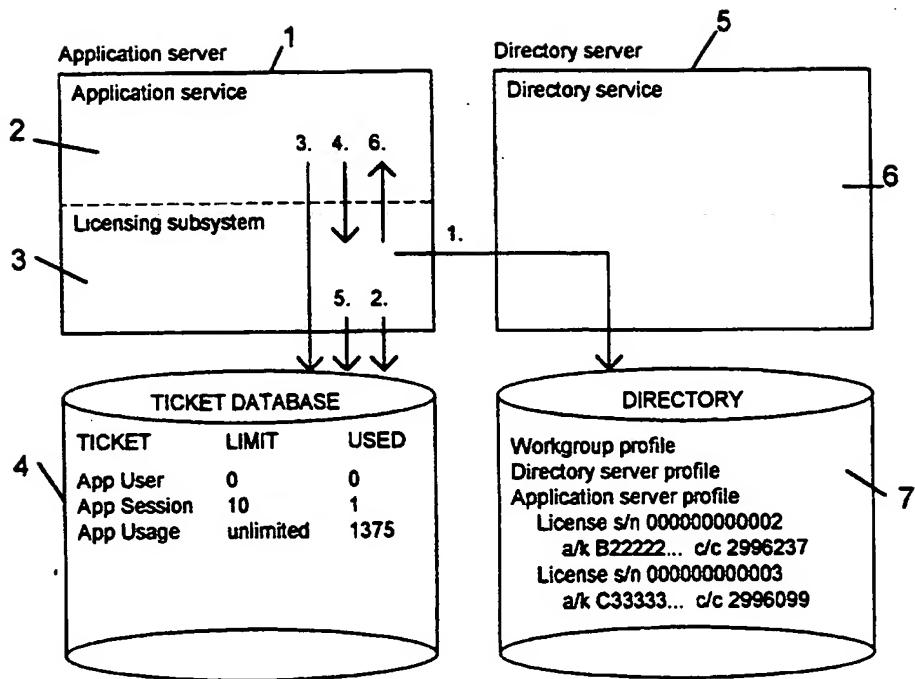 1
Application server
Application service
2
3. 4. 6.
Licensing subsystem
3
1.
5. 2.
5
Directory server
Directory service
6
TICKET DATABASE
TICKET LIMIT USED
4
App User 0 0
App Session 10 1
App Usage unlimited 1375
DIRECTORY
Workgroup profile
Directory server profile
7
Application server profile
License s/n 000000000002
a/k B22222... c/c 2996237
License s/n 000000000003
a/k C33333... c/c 2996099